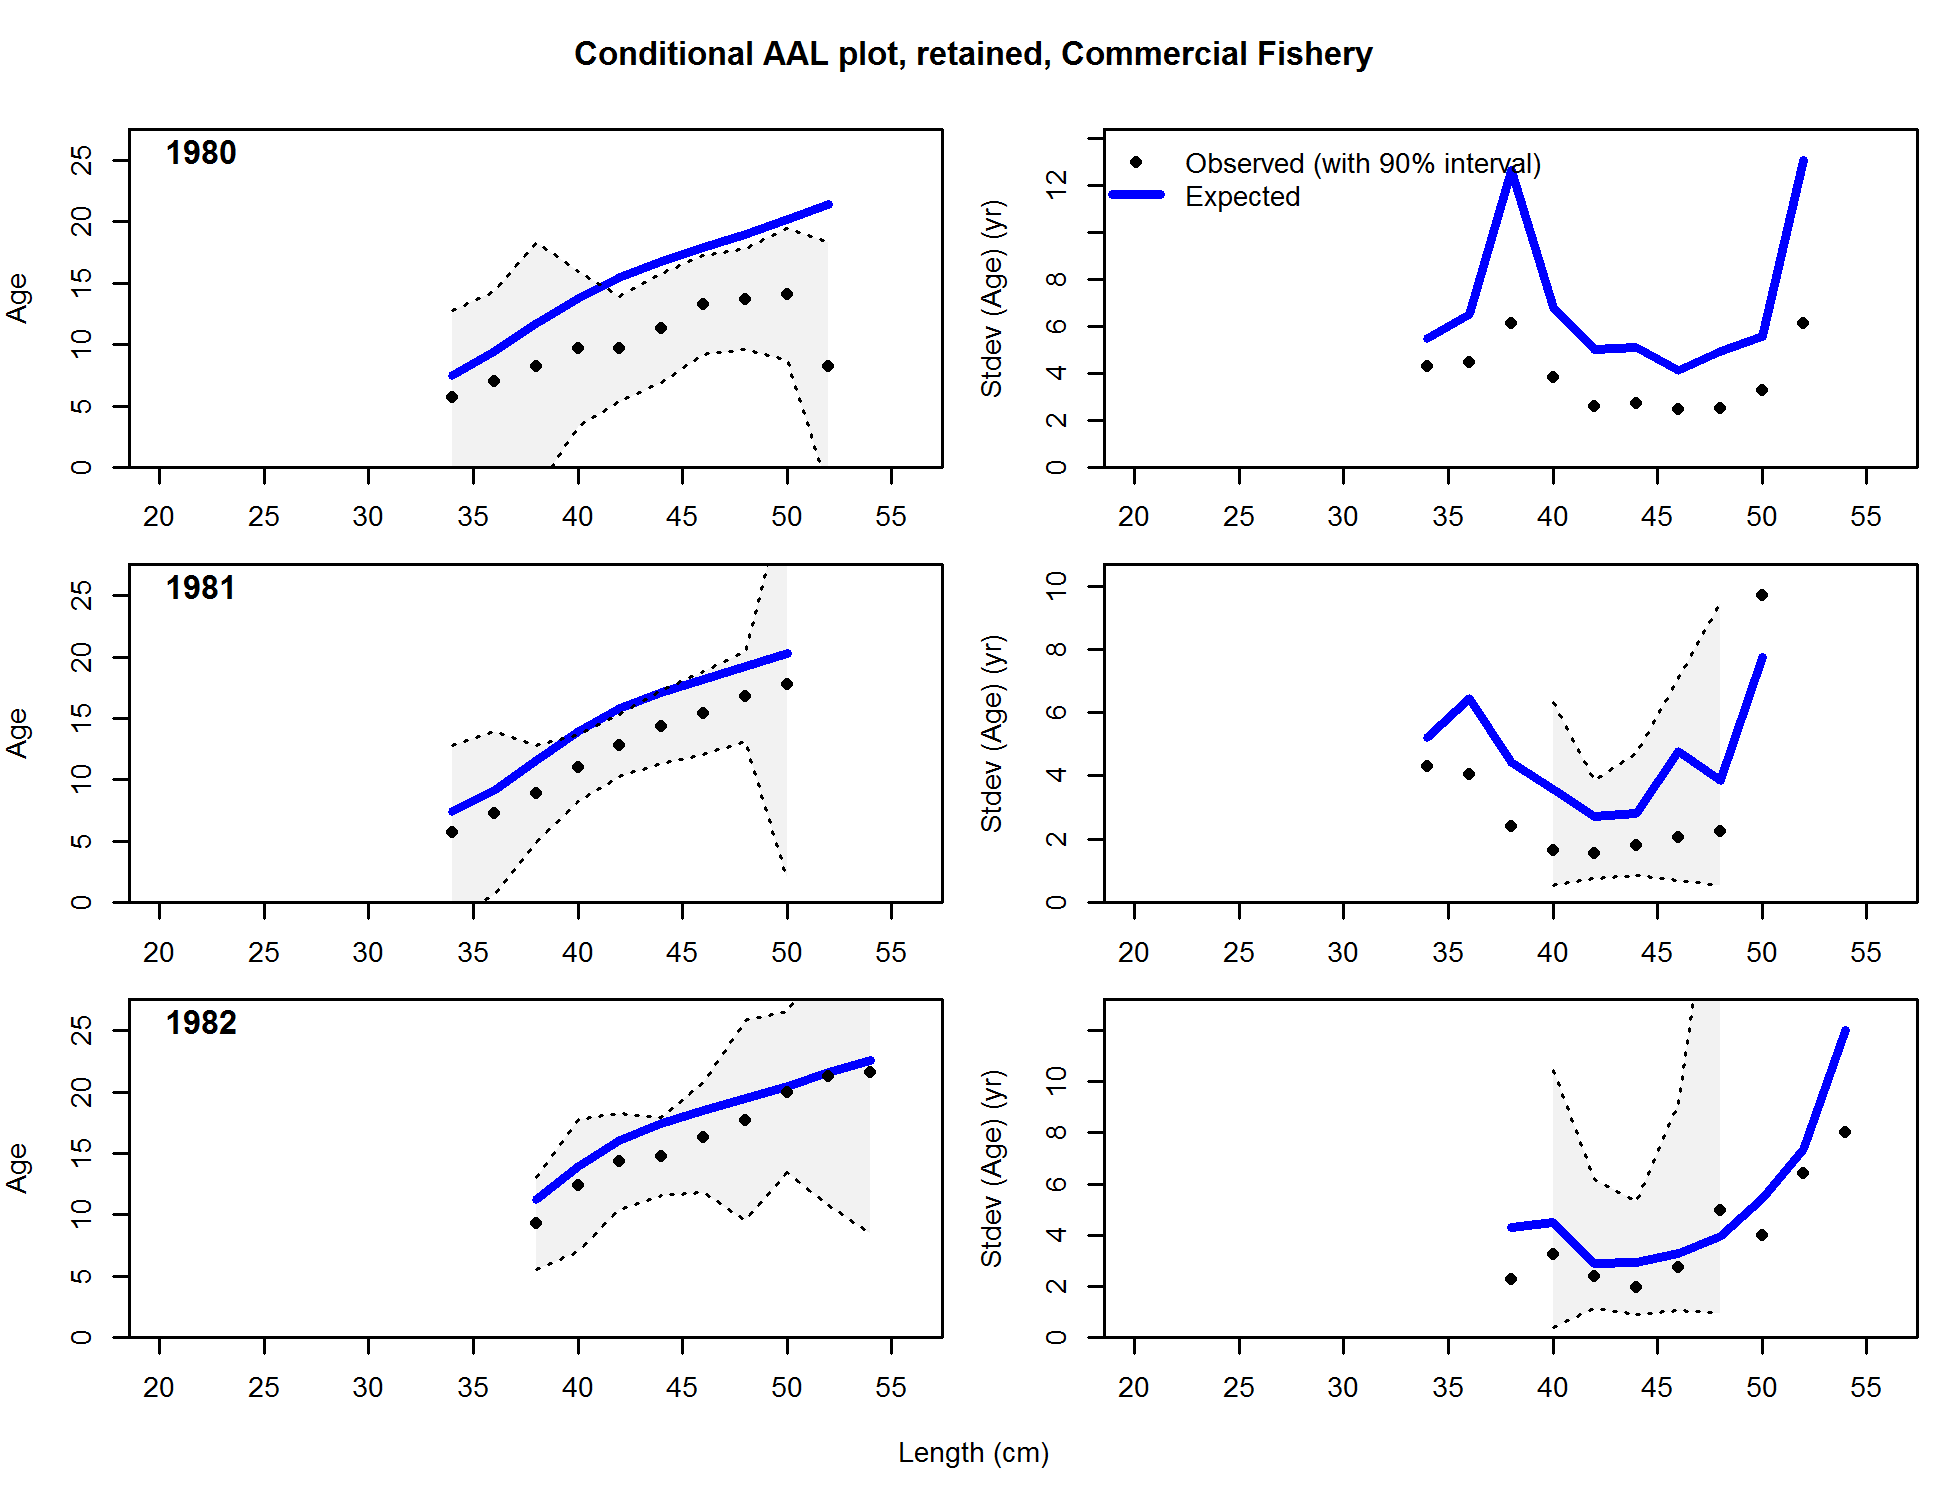 Conditional AAL plot, retained, Commercial Fishery
1980
Age
0 5 10 15 20 25
20 25 30 35 40 45 50 55
Observed (with 90% interval)
Expected
Stdev (Age) (yr)
0 2 4 6 8 12
20 25 30 35 40 45 50 55
1981
Age
0 5 10 15 20 25
20 25 30 35 40 45 50 55
Stdev (Age) (yr)
0 2 4 6 8 10
20 25 30 35 40 45 50 55
1982
Age
0 5 10 15 20 25
20 25 30 35 40 45 50 55
Stdev (Age) (yr)
0 2 4 6 8 10
20 25 30 35 40 45 50 55
Length (cm)